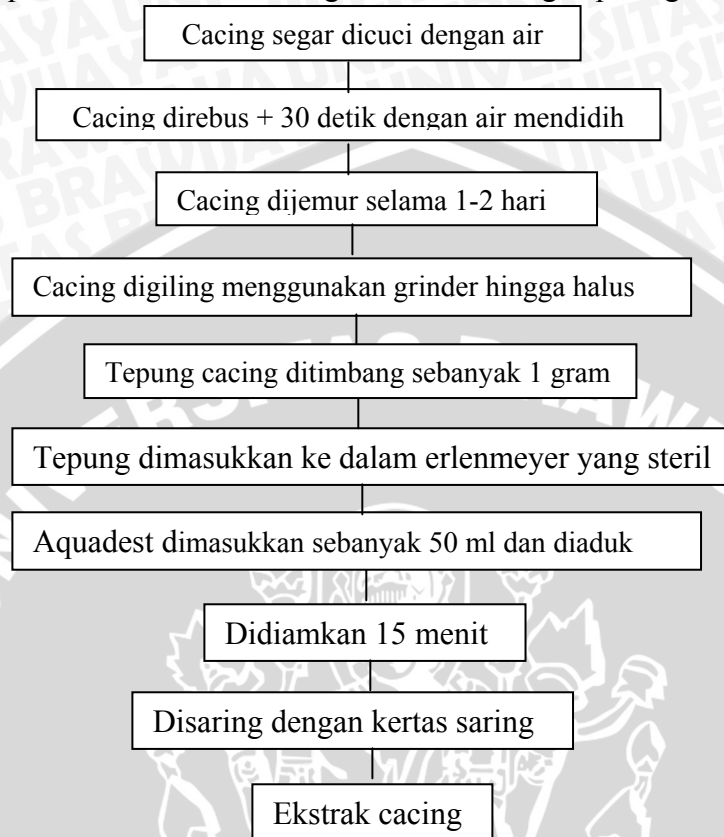 Cacing segar dicuci dengan air
Cacing direbus + 30 detik dengan air mendidih
Cacing dijemur selama 1-2 hari
Cacing digiling menggunakan grinder hingga halus
Tepung cacing ditimbang sebanyak 1 gram
Tepung dimasukkan ke dalam erlenmeyer yang steril
Aquadest dimasukkan sebanyak 50 ml dan diaduk
Didiamkan 15 menit
Disaring dengan kertas saring
Ekstrak cacing